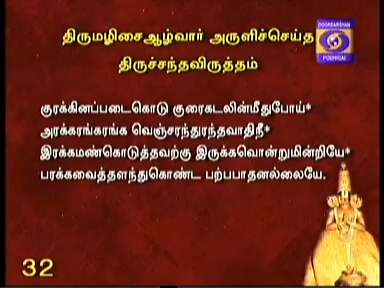 திருமழிசைஆழ்வார் அருளிச்செய்த
திருச்சந்தவிருத்தம்
DOORDARSHAN
PODHIGAI
குரக்கினப்படைகொடு குரைகடலின்மீதுபோய்*
அரக்கரங்கரங்க வெஞ்சரந்துரந்தவாதிநீ*
இரக்கமண்கொடுத்தவற்கு இருக்கவொன்றுமின்றியே*
பரக்கவைத்தளந்துகொண்ட பற்பபாதனல்லையே.
32